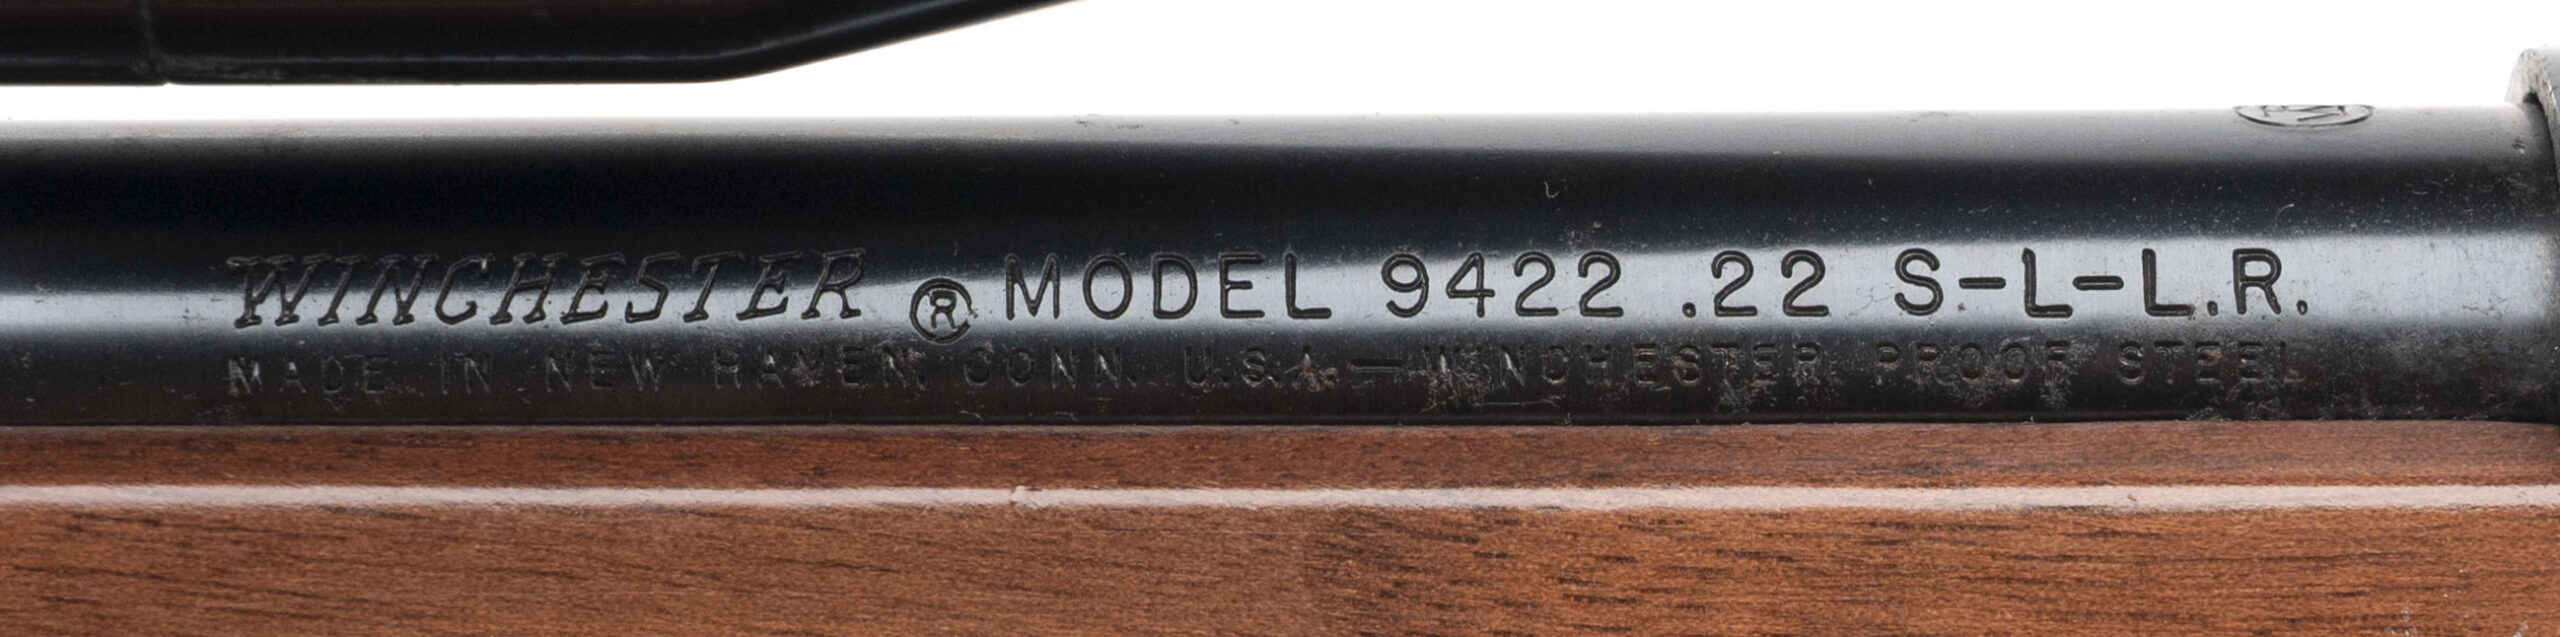 WINCHESTER ® MODEL 9422 .22 S-L-L.R.
MADE IN NEW HAVEN, CONN. U.S.A.—WINCHESTER PROOF STEEL